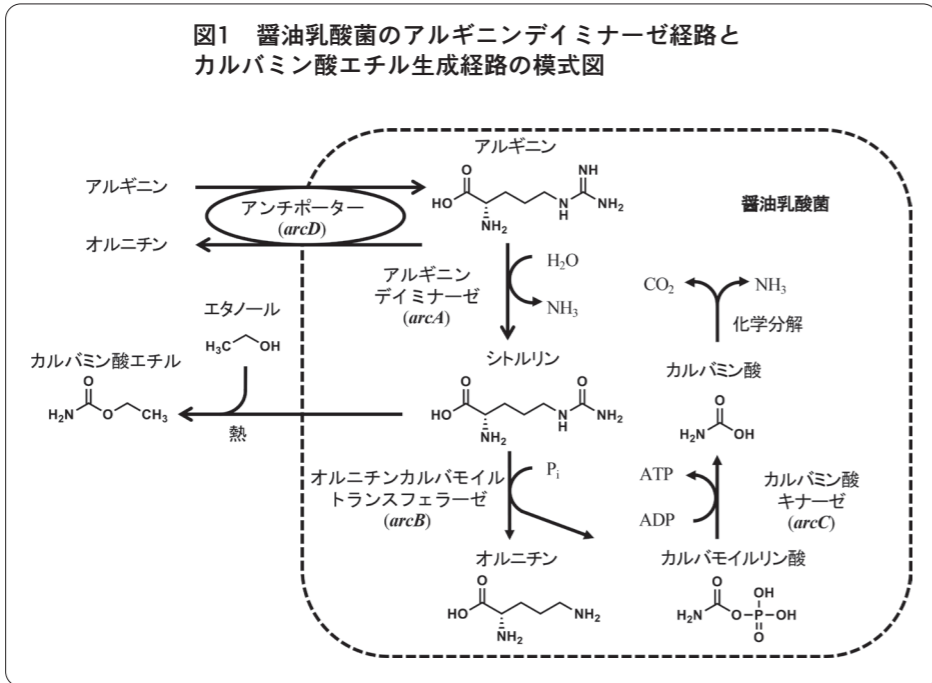 図1 醤油乳酸菌のアルギニンデイミナーゼ経路と
カルバミン酸エチル生成経路の模式図
アルギニン
アルギニン
アンチポーター
(arcD)
オルニチン
O
HO
NH₂
N
H
NH
NH₂
醤油乳酸菌
アルギニン
デイミナーゼ
(arcA)
H₂O
NH₃
CO₂
NH₃
化学分解
エタノール
H₃C
OH
カルバミン酸エチル
O
H₂N
O
CH₃
熱
シトルリン
O
HO
NH₂
N
H
O
NH₂
カルバミン酸
O
H₂N
OH
オルニチンカルバモイル
トランスフェラーゼ
(arcB)
Pᵢ
ATP
ADP
カルバミン酸
キナーゼ
(arcC)
オルニチン
O
HO
NH₂
NH₂
カルバモイルリン酸
O
H₂N
O
P
OH
OH
O